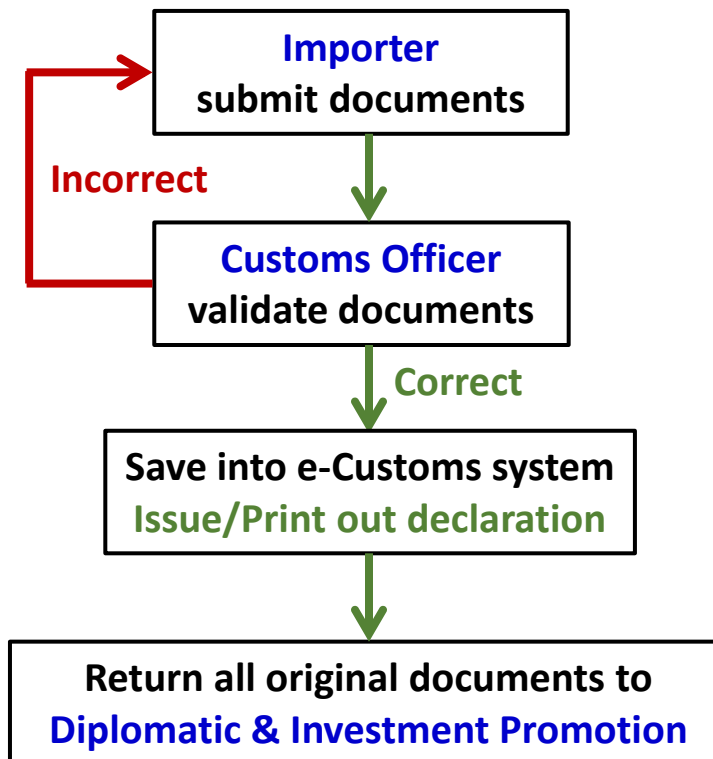 Importer
submit documents
Incorrect
Customs Officer
validate documents
Correct
Save into e-Customs system
Issue/Print out declaration
Return all original documents to
Diplomatic & Investment Promotion